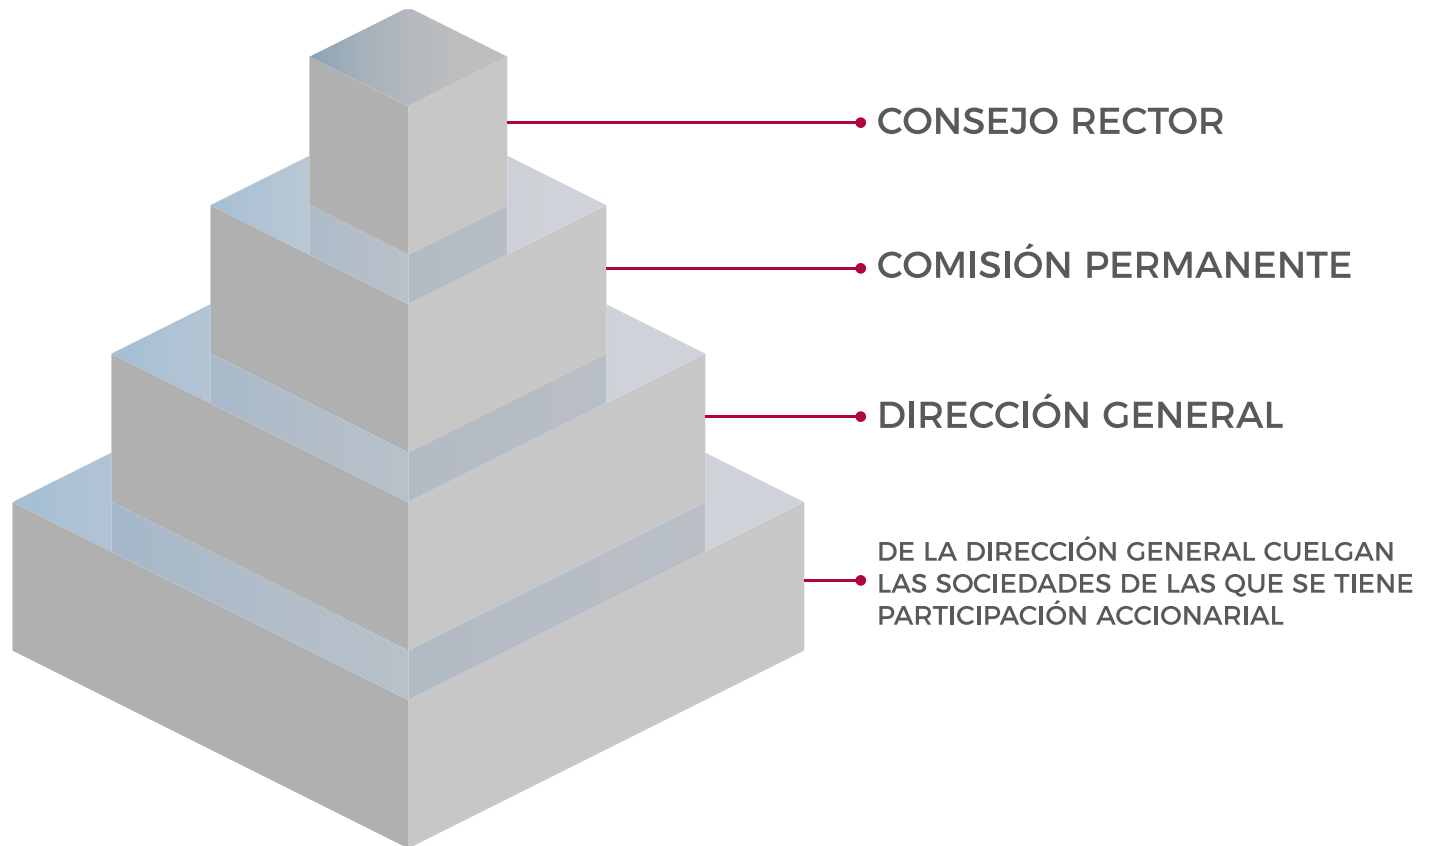 CONSEJO RECTOR
COMISIÓN PERMANENTE
DIRECCIÓN GENERAL
DE LA DIRECCIÓN GENERAL CUELGAN
LAS SOCIEDADES DE LAS QUE SE TIENE
PARTICIPACIÓN ACCIONARIAL